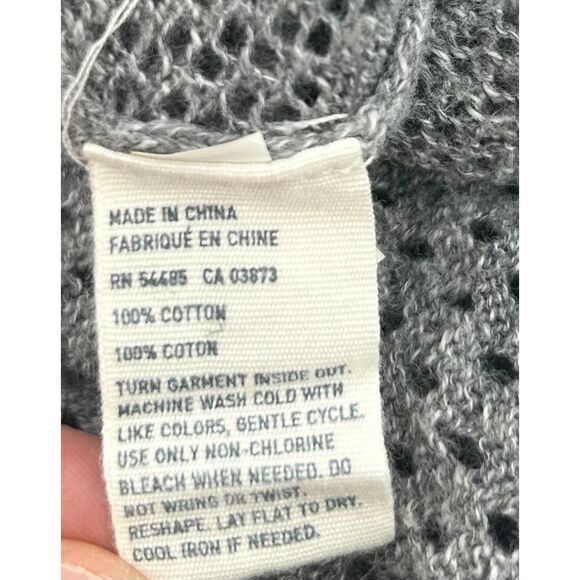 MADE IN CHINA
FABRIQUÉ EN CHINE
RN 54485 CA 03873
100% COTTON
100% COTON
TURN GARMENT INSIDE OUT.
MACHINE WASH COLD WITH
LIKE COLORS, GENTLE CYCLE.
USE ONLY NON-CHLORINE
BLEACH WHEN NEEDED. DO
NOT WRING OR TWIST.
RESHAPE. LAY FLAT TO DRY.
COOL IRON IF NEEDED.